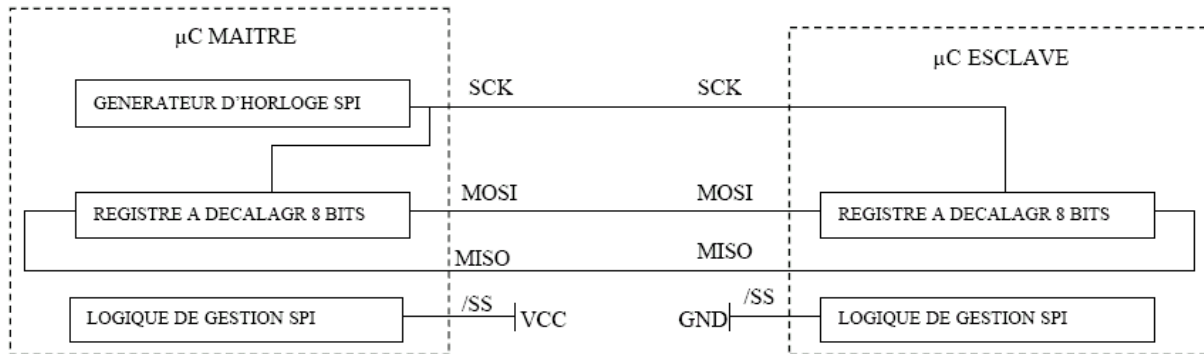 µC MAITRE
µC ESCLAVE
GENERATEUR D'HORLOGE SPI
SCK
SCK
REGISTRE A DECALAGR 8 BITS
MOSI
MOSI
REGISTRE A DECALAGR 8 BITS
MISO
MISO
LOGIQUE DE GESTION SPI
/SS
VCC
GND
/SS
LOGIQUE DE GESTION SPI